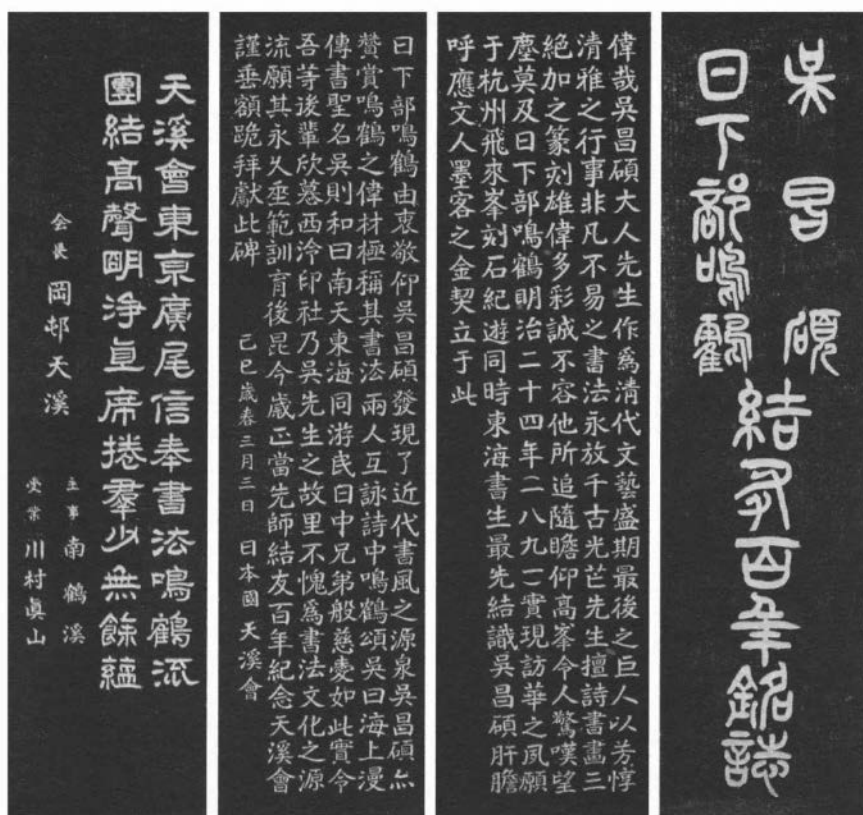 吴昌碩
日下部鳴鶴結友百年銘誌
偉哉吳昌碩大人先生作爲清代文藝盛期最後之巨人以芳惇
清雅之行事非凡不易之書法永放千古光芒先生擅詩書畫三
絕加之篆刻雄偉多彩誠不容他所追隨瞻仰高峯令人驚嘆望
塵莫及日下部鳴鶴明治二十四年二八九一實現訪華之夙願
于杭州飛來峯刻石紀遊同時東海書生最先結識吳昌碩肝膽
呼應文人墨客之金契立于此
日下部鳴鶴由衷敬仰吳昌碩發現了近代書風之源泉吳昌碩亦
贊賞鳴鶴之偉材極稱其書法兩人互詠詩中鳴鶴頌吳曰海上漫
傳書聖名吳則和曰南天東海同游民日中兄弟般慈愛如此實令
吾等後輩欣慕西泠印社乃吳先生之故里不愧爲書法文化之源
流願其永久垂範訓育後昆今歲正當先師結友百年紀念天溪會
謹垂額跪拜獻此碑
己巳歲春三月三日 日本國天溪會
天溪會東京廣尾信奉書法鳴鶴流
團結高聲明淨直席捲羣少無餘蘊
会長 岡邨天溪
主事 南鶴溪
川村眞山